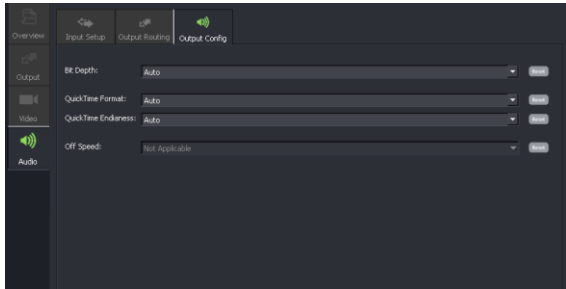 Overview
Input Setup
Output Routing
Output Config
Output
Video
Audio
Bit Depth: Auto Reset
QuickTime Format: Auto Reset
QuickTime Endianess: Auto Reset
Off Speed: Not Applicable Reset